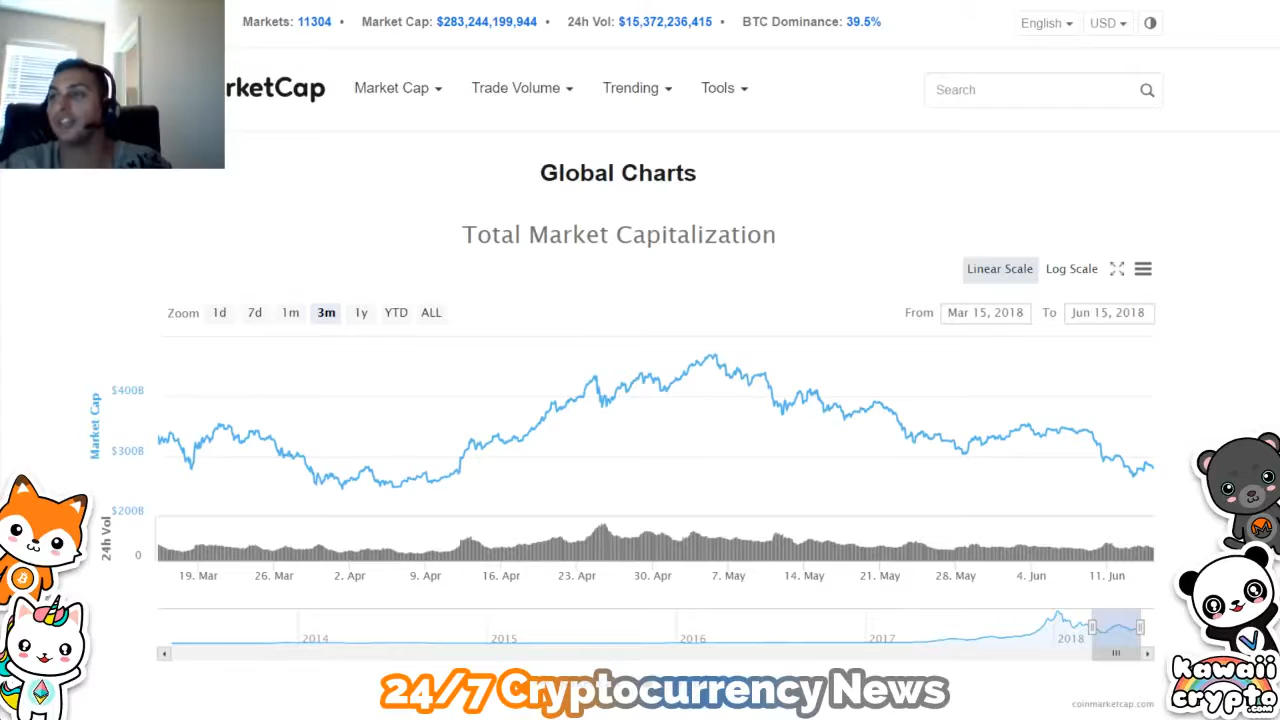 Markets: 11304 • Market Cap: $283,244,199,944 • 24h Vol: $15,372,236,415 • BTC Dominance: 39.5%
English USD
rketCap Market Cap Trade Volume Trending Tools Search
Global Charts
Total Market Capitalization
Linear Scale Log Scale
Zoom 1d 7d 1m 3m 1y YTD ALL From Mar 15, 2018 To Jun 15, 2018
Market Cap
$400B
$300B
$200B
24h Vol
0
19. Mar 26. Mar 2. Apr 9. Apr 16. Apr 23. Apr 30. Apr 7. May 14. May 21. May 28. May 4. Jun 11. Jun
2014 2015 2016 2017 2018
24/7 Cryptocurrency News
coinmarketcap.com
kawaii
crypto
.com